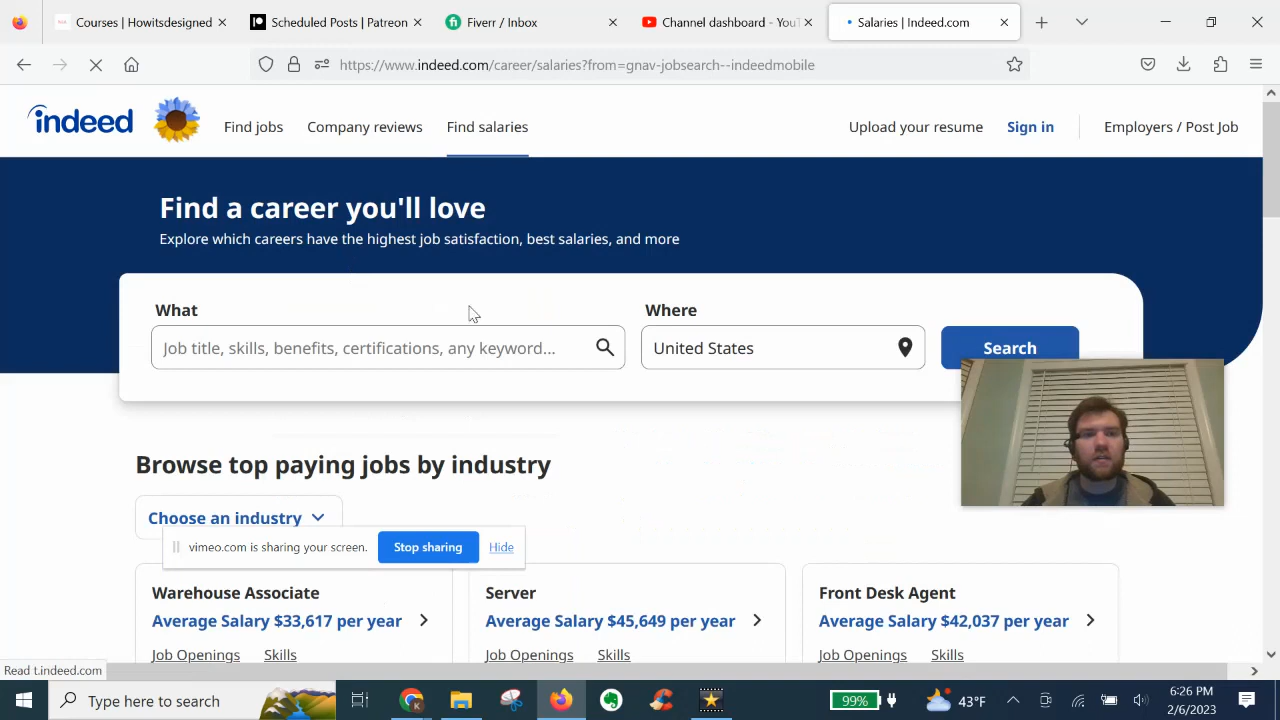 Courses | Howitsdesigned
Scheduled Posts | Patreon
Fiverr / Inbox
Channel dashboard - YouT
Salaries | Indeed.com
https://www.indeed.com/career/salaries?from=gnav-jobsearch--indeedmobile
indeed
Find jobs
Company reviews
Find salaries
Upload your resume
Sign in
Employers / Post Job
Find a career you'll love
Explore which careers have the highest job satisfaction, best salaries, and more
What
Where
Job title, skills, benefits, certifications, any keyword...
United States
Search
Browse top paying jobs by industry
Choose an industry
vimeo.com is sharing your screen.
Stop sharing
Hide
Warehouse Associate
Average Salary $33,617 per year
Job Openings
Skills
Server
Average Salary $45,649 per year
Job Openings
Skills
Front Desk Agent
Average Salary $42,037 per year
Job Openings
Skills
Read t.indeed.com
Type here to search
99%
43°F
6:26 PM
2/6/2023